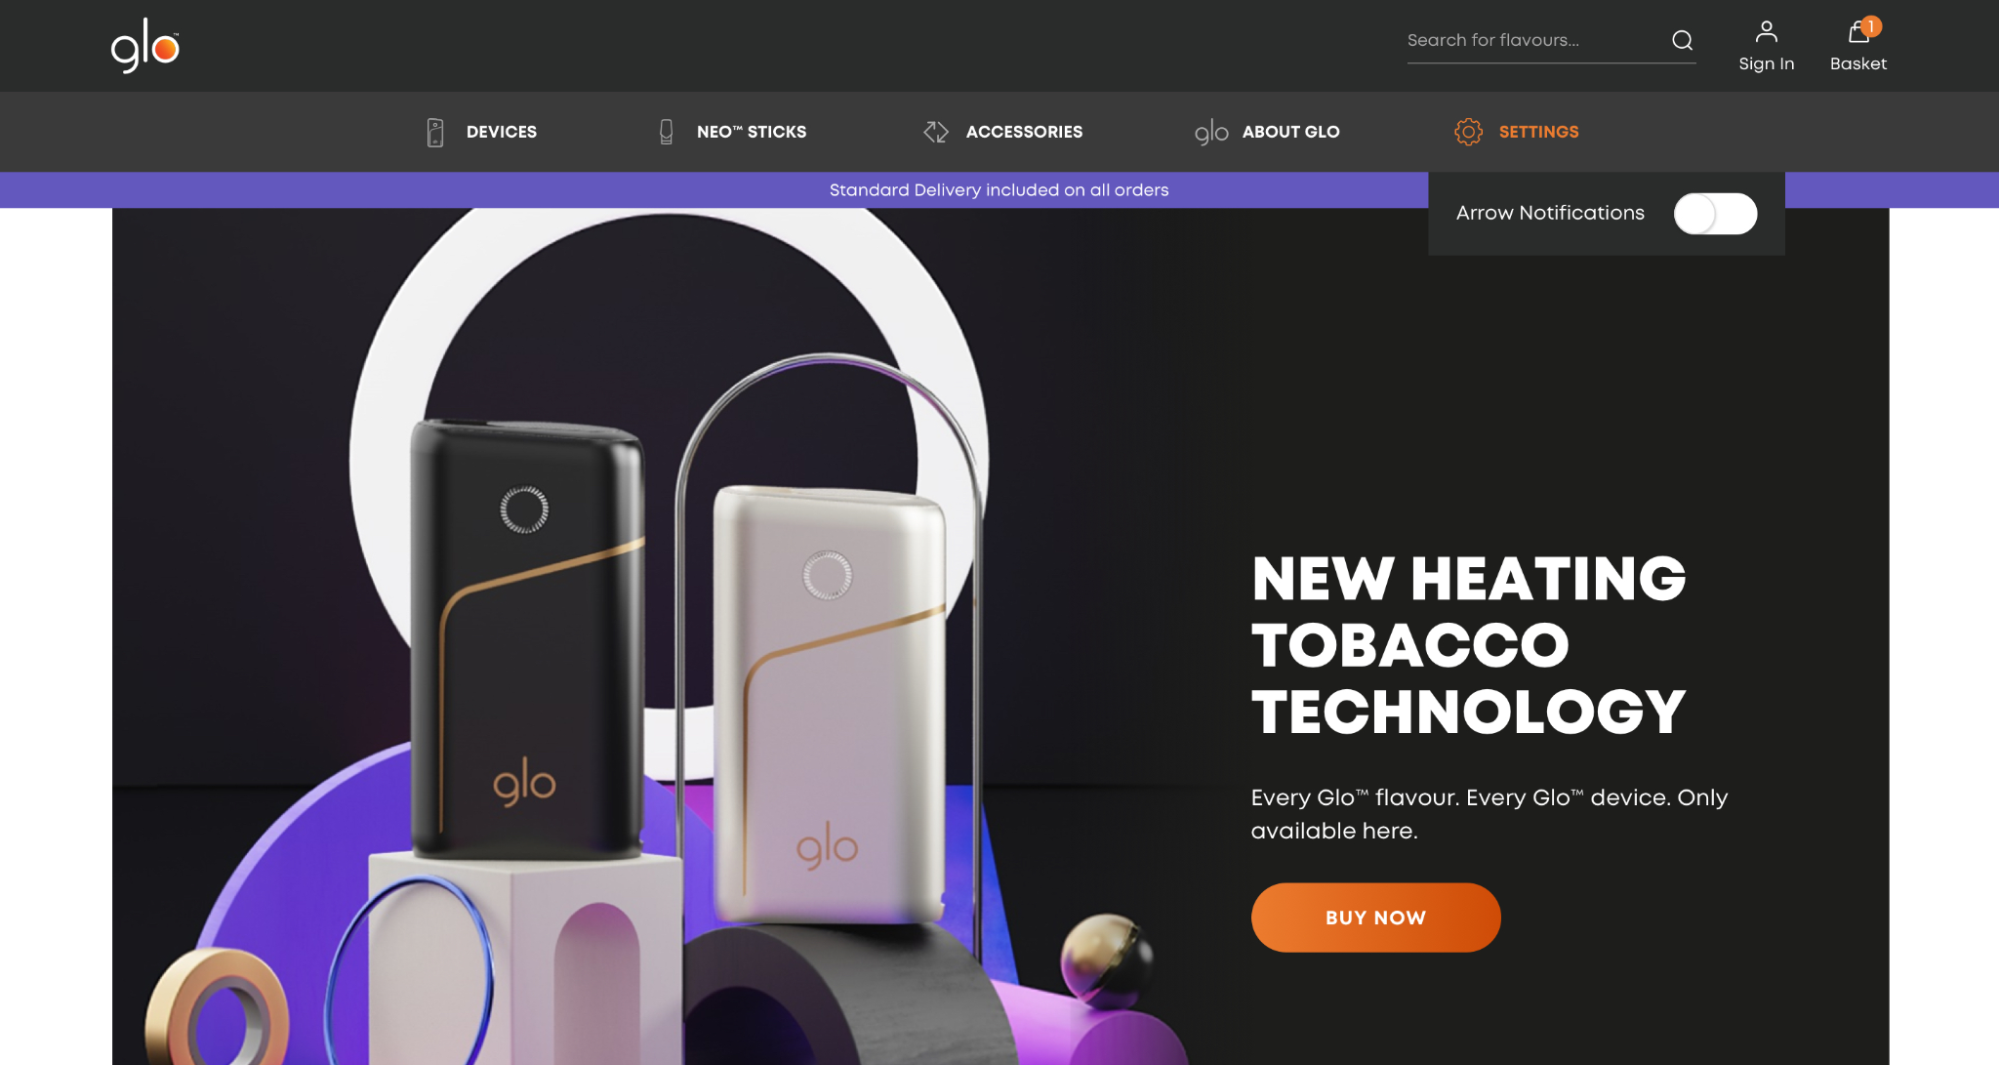 glo™
Search for flavours...
Sign In
1
Basket
DEVICES
NEO™ STICKS
ACCESSORIES
glo ABOUT GLO
SETTINGS
Standard Delivery included on all orders
Arrow Notifications
glo
glo
NEW HEATING
TOBACCO
TECHNOLOGY
Every Glo™ flavour. Every Glo™ device. Only
available here.
BUY NOW